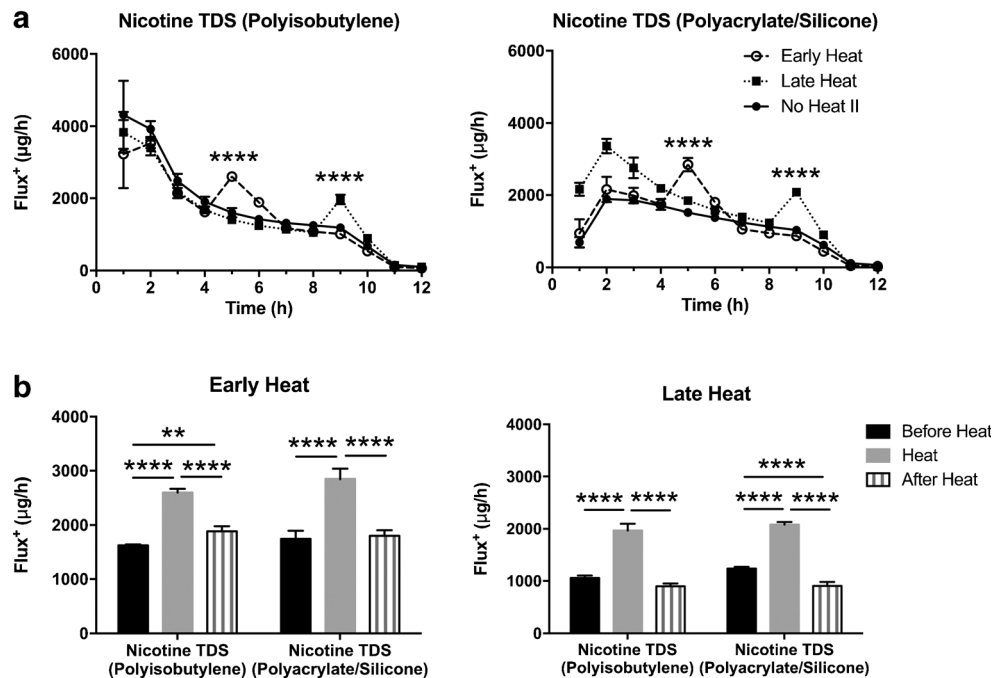 a
Nicotine TDS (Polyisobutylene)
Flux⁺ (µg/h)
6000
4000
2000
0
****
****
0 2 4 6 8 10 12
Time (h)
Nicotine TDS (Polyacrylate/Silicone)
Flux⁺ (µg/h)
6000
4000
2000
0
Early Heat
Late Heat
No Heat II
****
****
0 2 4 6 8 10 12
Time (h)
b
Early Heat
Flux⁺ (µg/h)
4000
3000
2000
1000
0
**
**** ****
**** ****
Nicotine TDS
(Polyisobutylene)
Nicotine TDS
(Polyacrylate/Silicone)
Late Heat
Flux⁺ (µg/h)
4000
3000
2000
1000
0
**** ****
****
**** ****
Nicotine TDS
(Polyisobutylene)
Nicotine TDS
(Polyacrylate/Silicone)
Before Heat
Heat
After Heat